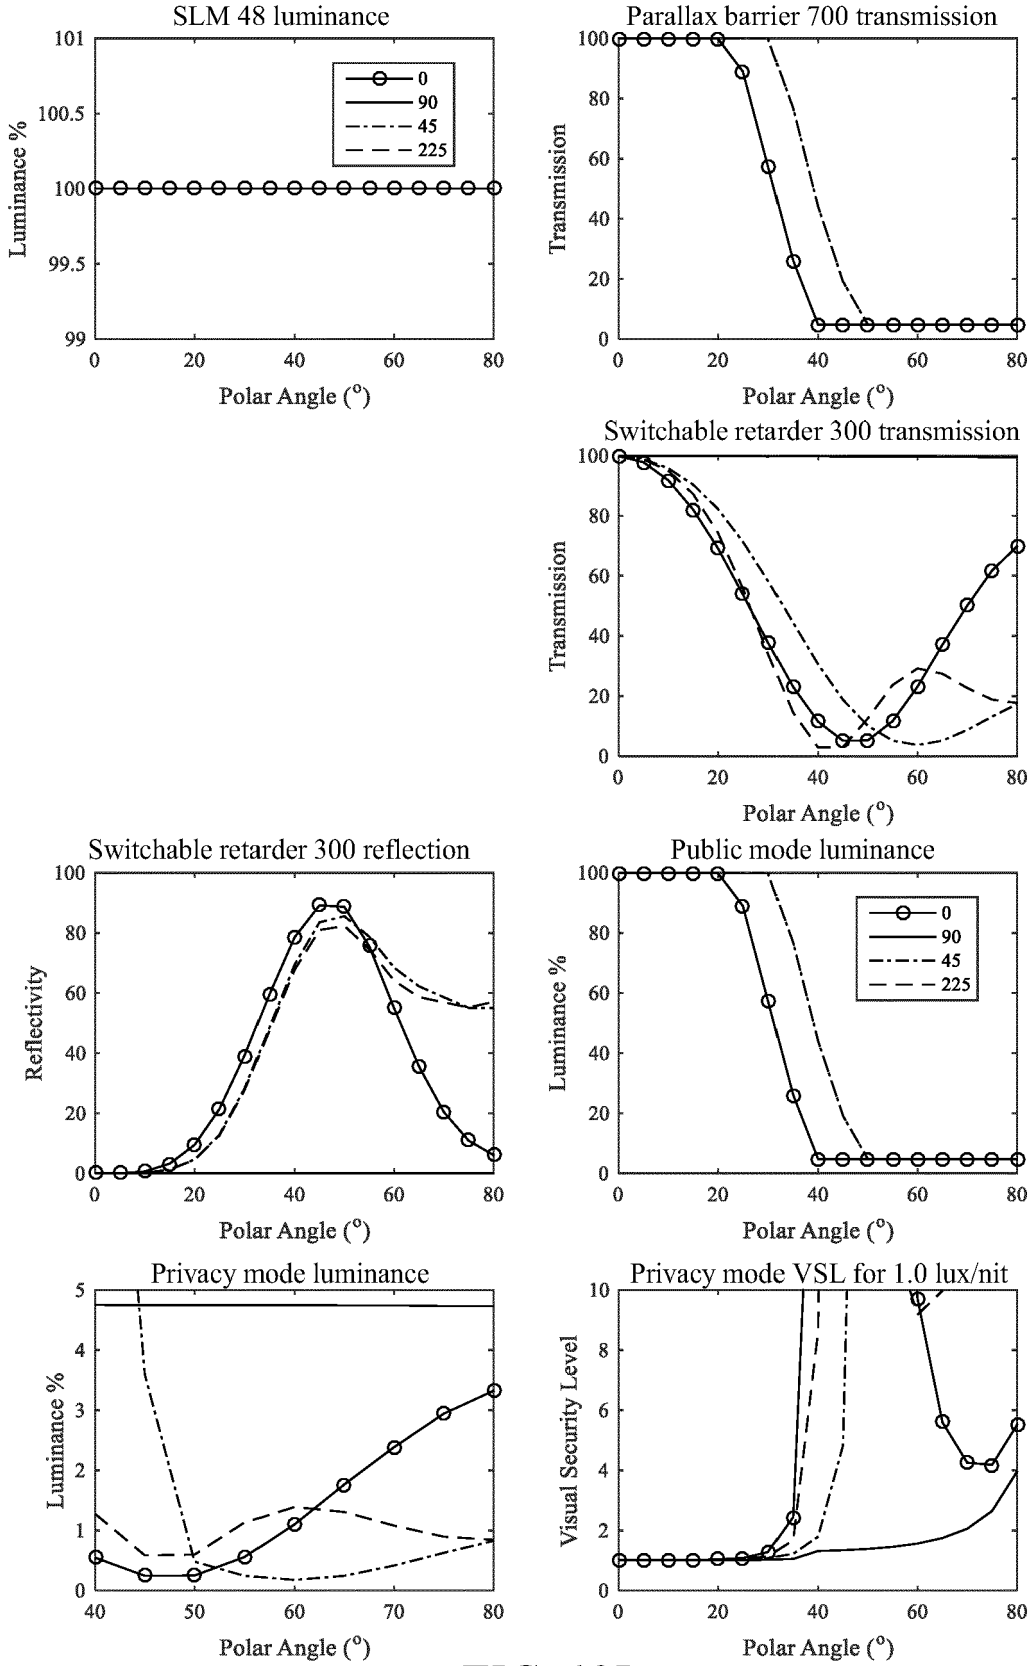 SLM 48 luminance
101
100.5
100
99.5
99
Luminance %
0
90
45
225
0 20 40 60 80
Polar Angle (o)
Parallax barrier 700 transmission
100
80
60
40
20
0
Transmission
0 20 40 60 80
Polar Angle (o)
Switchable retarder 300 transmission
100
80
60
40
20
0
Transmission
0 20 40 60 80
Polar Angle (o)
Switchable retarder 300 reflection
100
80
60
40
20
0
Reflectivity
0 20 40 60 80
Polar Angle (o)
Public mode luminance
100
80
60
40
20
0
Luminance %
0
90
45
225
0 20 40 60 80
Polar Angle (o)
Privacy mode luminance
5
4
3
2
1
0
Luminance %
40 50 60 70 80
Polar Angle (o)
Privacy mode VSL for 1.0 lux/nit
10
8
6
4
2
0
Visual Security Level
0 20 40 60 80
Polar Angle (o)